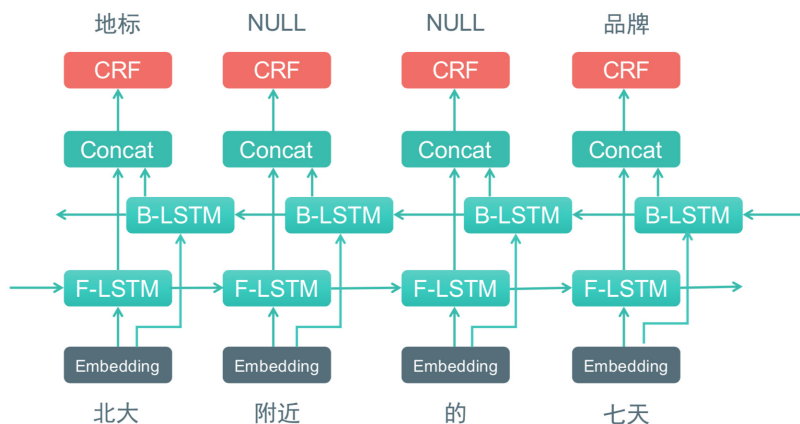 地标 NULL NULL 品牌
CRF CRF CRF CRF
Concat Concat Concat Concat
B-LSTM B-LSTM B-LSTM B-LSTM
F-LSTM F-LSTM F-LSTM F-LSTM
Embedding Embedding Embedding Embedding
北大 附近 的 七天